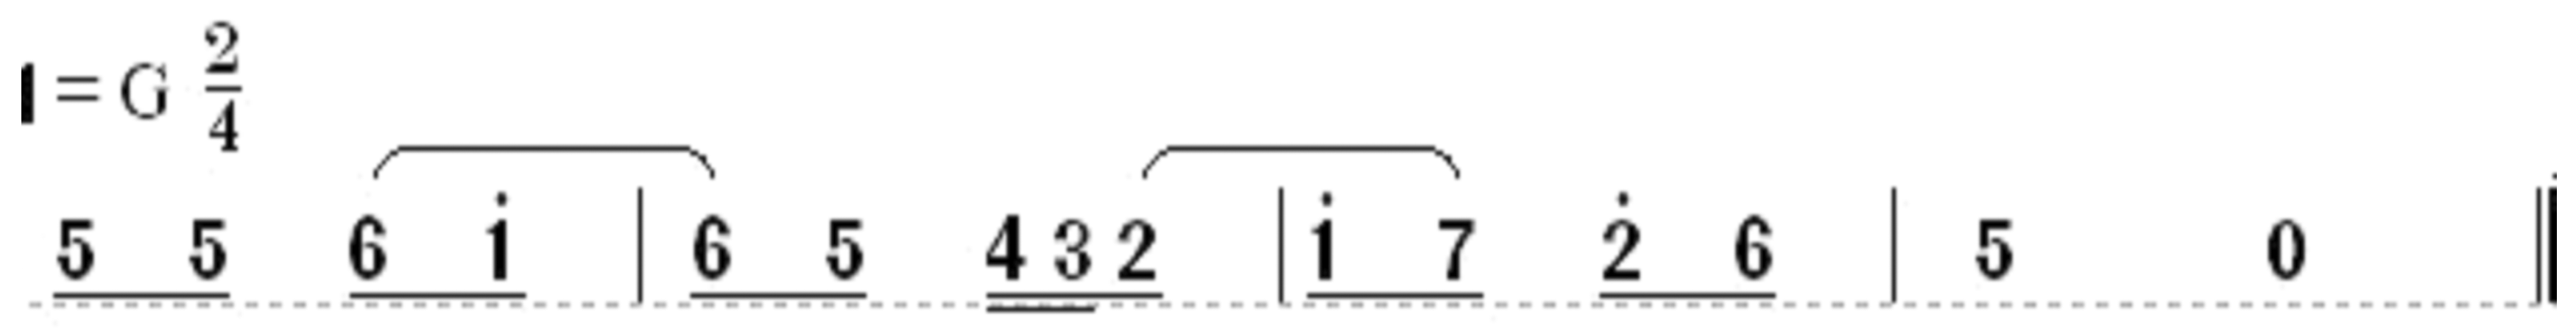 1 = G 2/4
5 5 6 i | 6 5 4 3 2 | i 7 2̇ 6 | 5 0 ‖